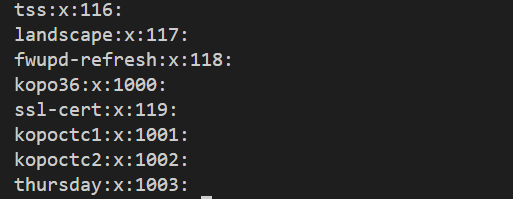 tss:x:116:
landscape:x:117:
fwupd-refresh:x:118:
kopo36:x:1000:
ssl-cert:x:119:
kopoctc1:x:1001:
kopoctc2:x:1002:
thursday:x:1003: